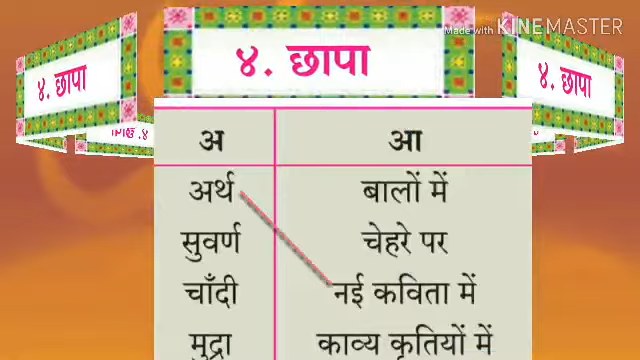 Made with KINEMASTER
४. छापा
४. छापा
४. छापा
अ आ
अर्थ बालों में
सुवर्ण चेहरे पर
चाँदी नई कविता में
मुद्रा काव्य कृतियों में